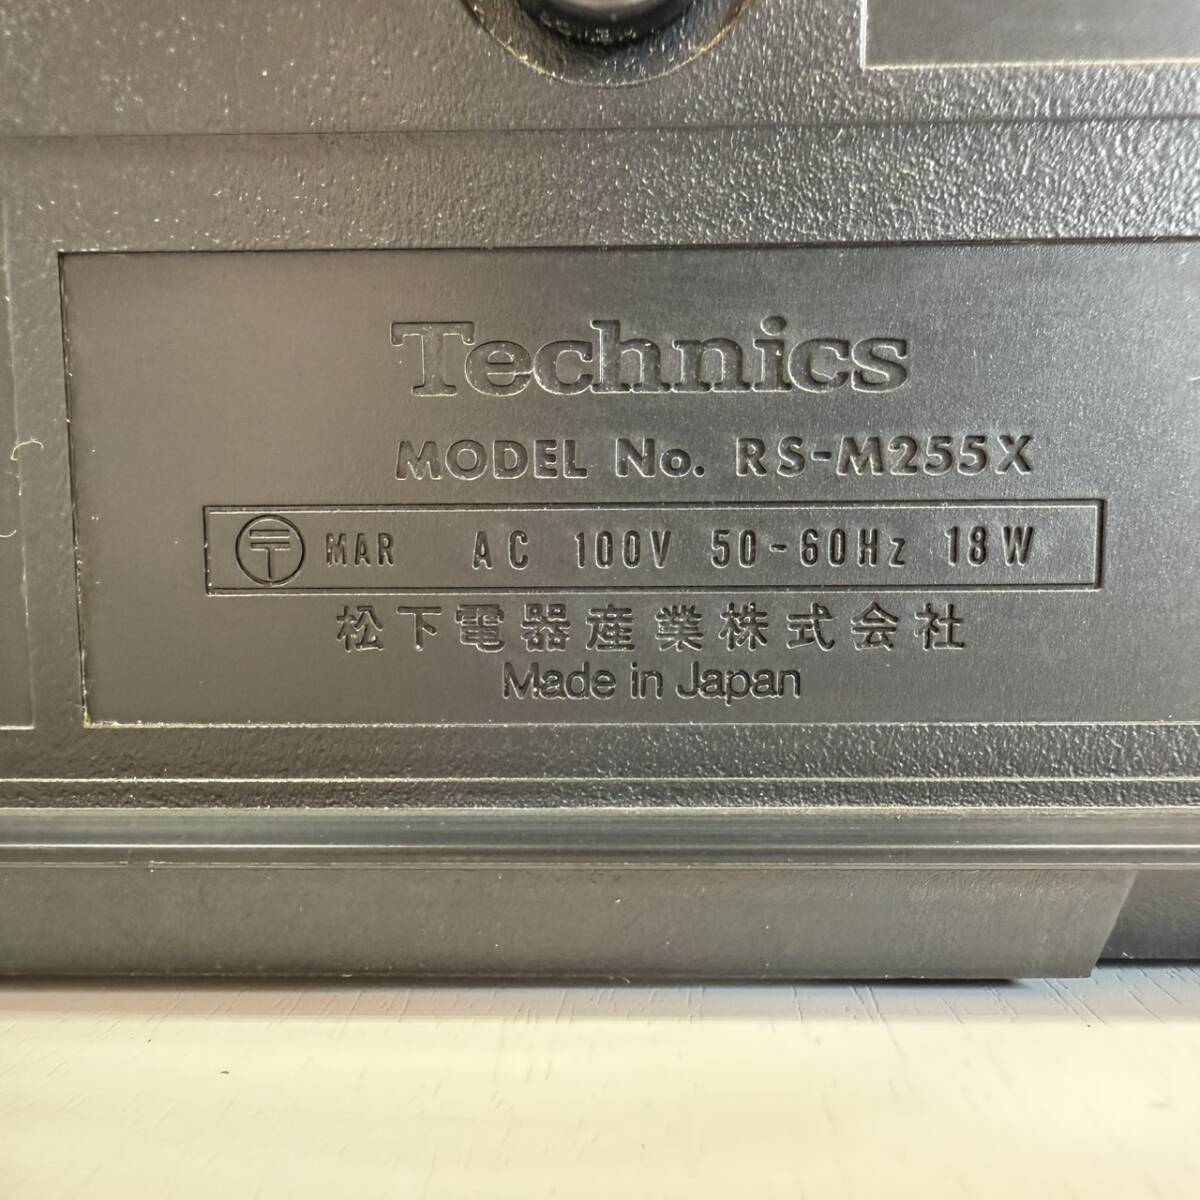 Technics
MODEL No. RS-M255X
〒 MAR AC 100V 50-60Hz 18W
松下電器産業株式会社
Made in Japan